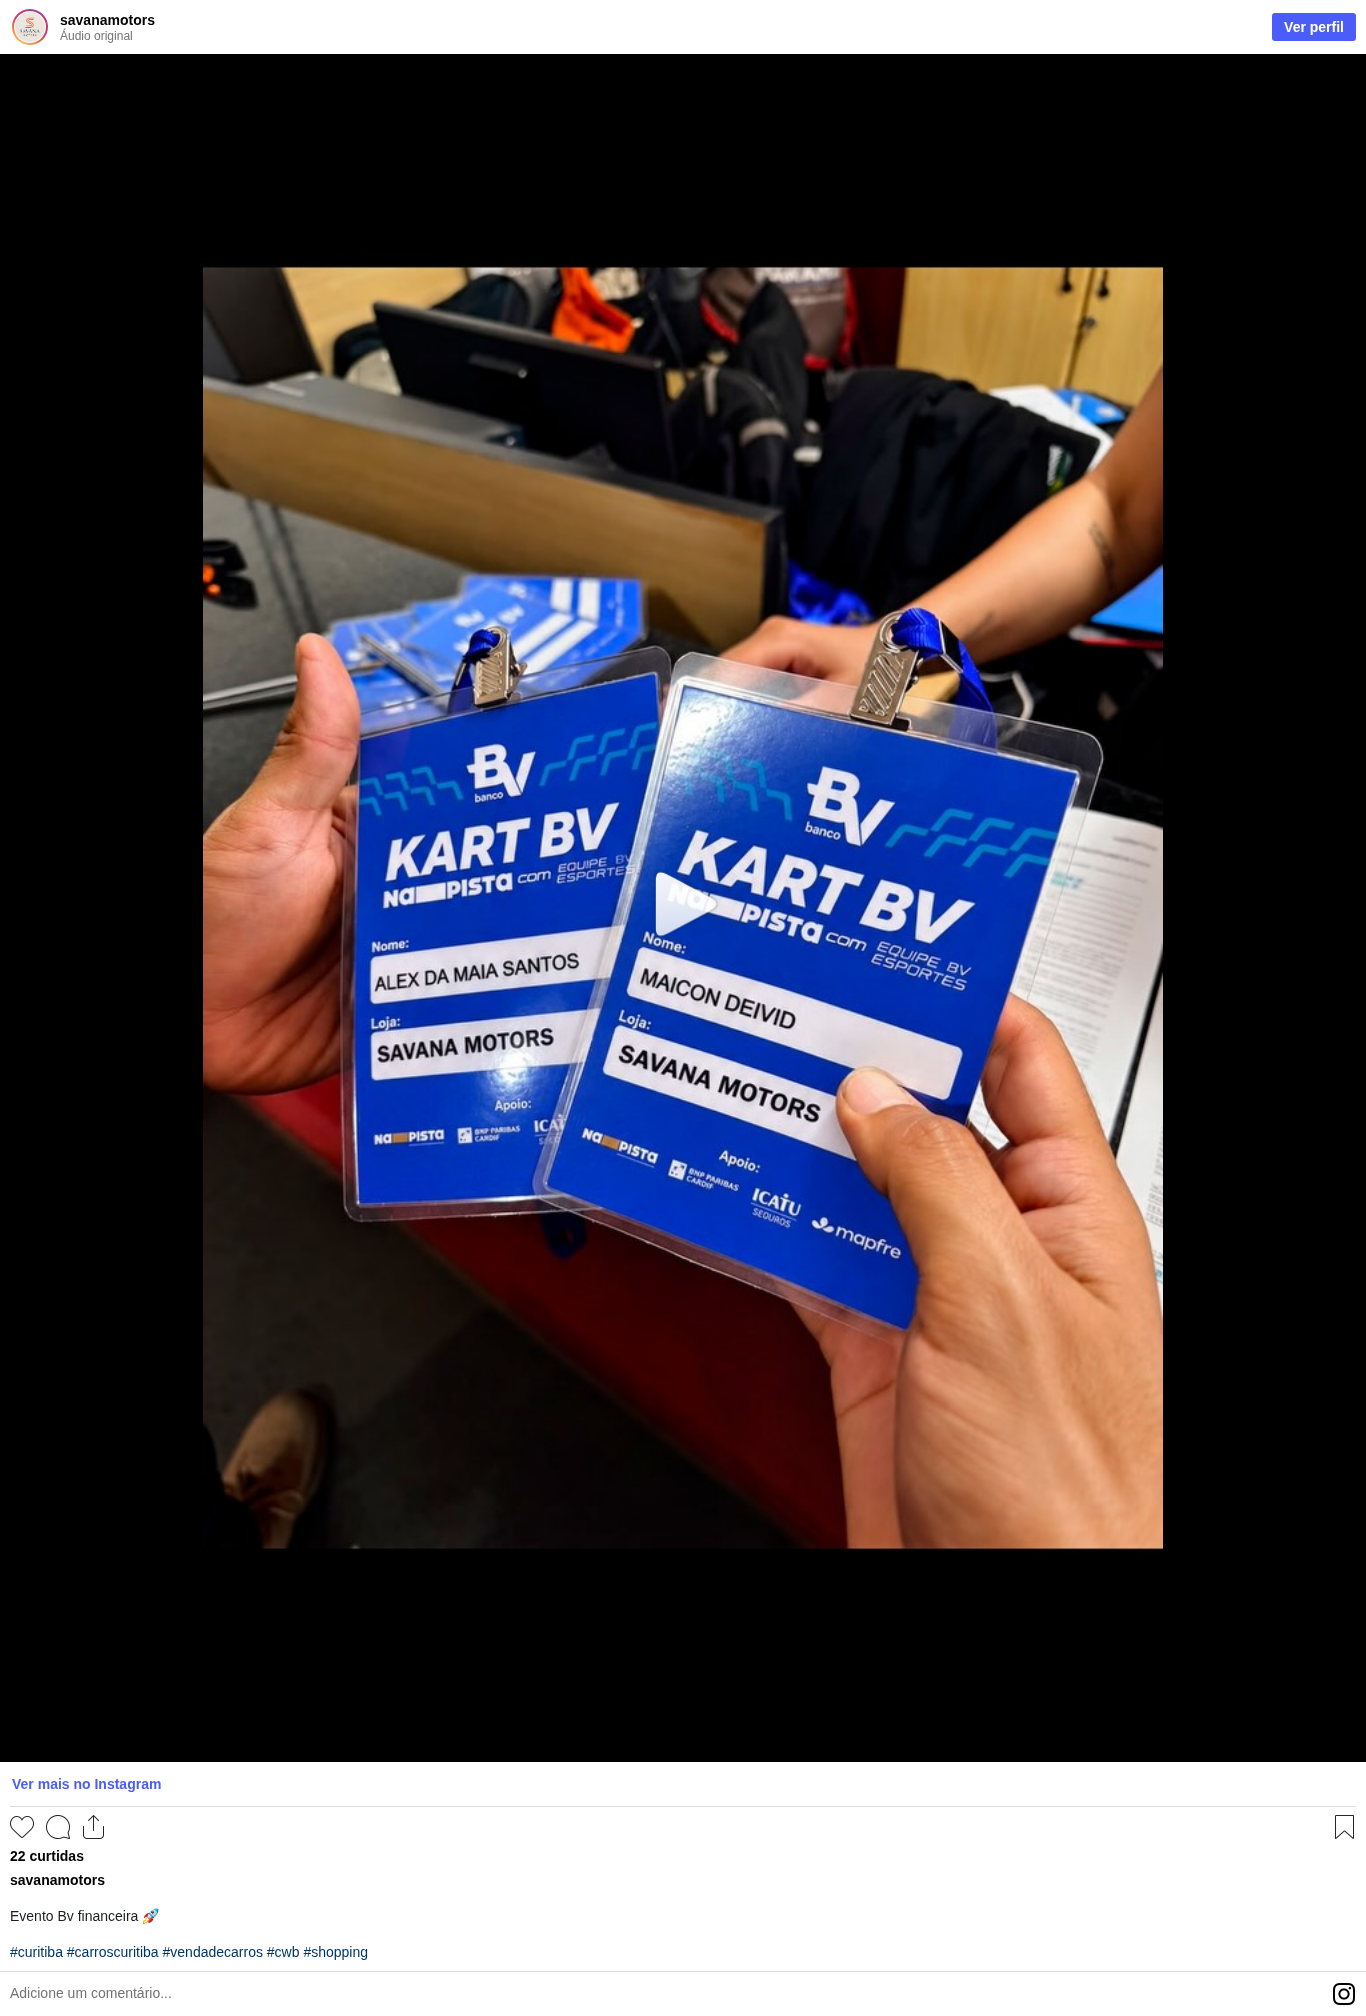 savanamotors
Áudio original
Ver perfil
BV
banco
KART BV
Na PISTA com EQUIPE BV
ESPORTES
Nome:
ALEX DA MAIA SANTOS
Loja:
SAVANA MOTORS
Apoio:
Na PISTA
BNP PARIBAS
CARDIF
BV
banco
KART BV
Na PISTA com EQUIPE BV
ESPORTES
Nome:
MAICON DEIVID
Loja:
SAVANA MOTORS
Apoio:
Na PISTA
BNP PARIBAS
CARDIF
ICATU
SEGUROS
mapfre
Ver mais no Instagram
22 curtidas
savanamotors
Evento Bv financeira 🚀
#curitiba #carroscuritiba #vendadecarros #cwb #shopping
Adicione um comentário...